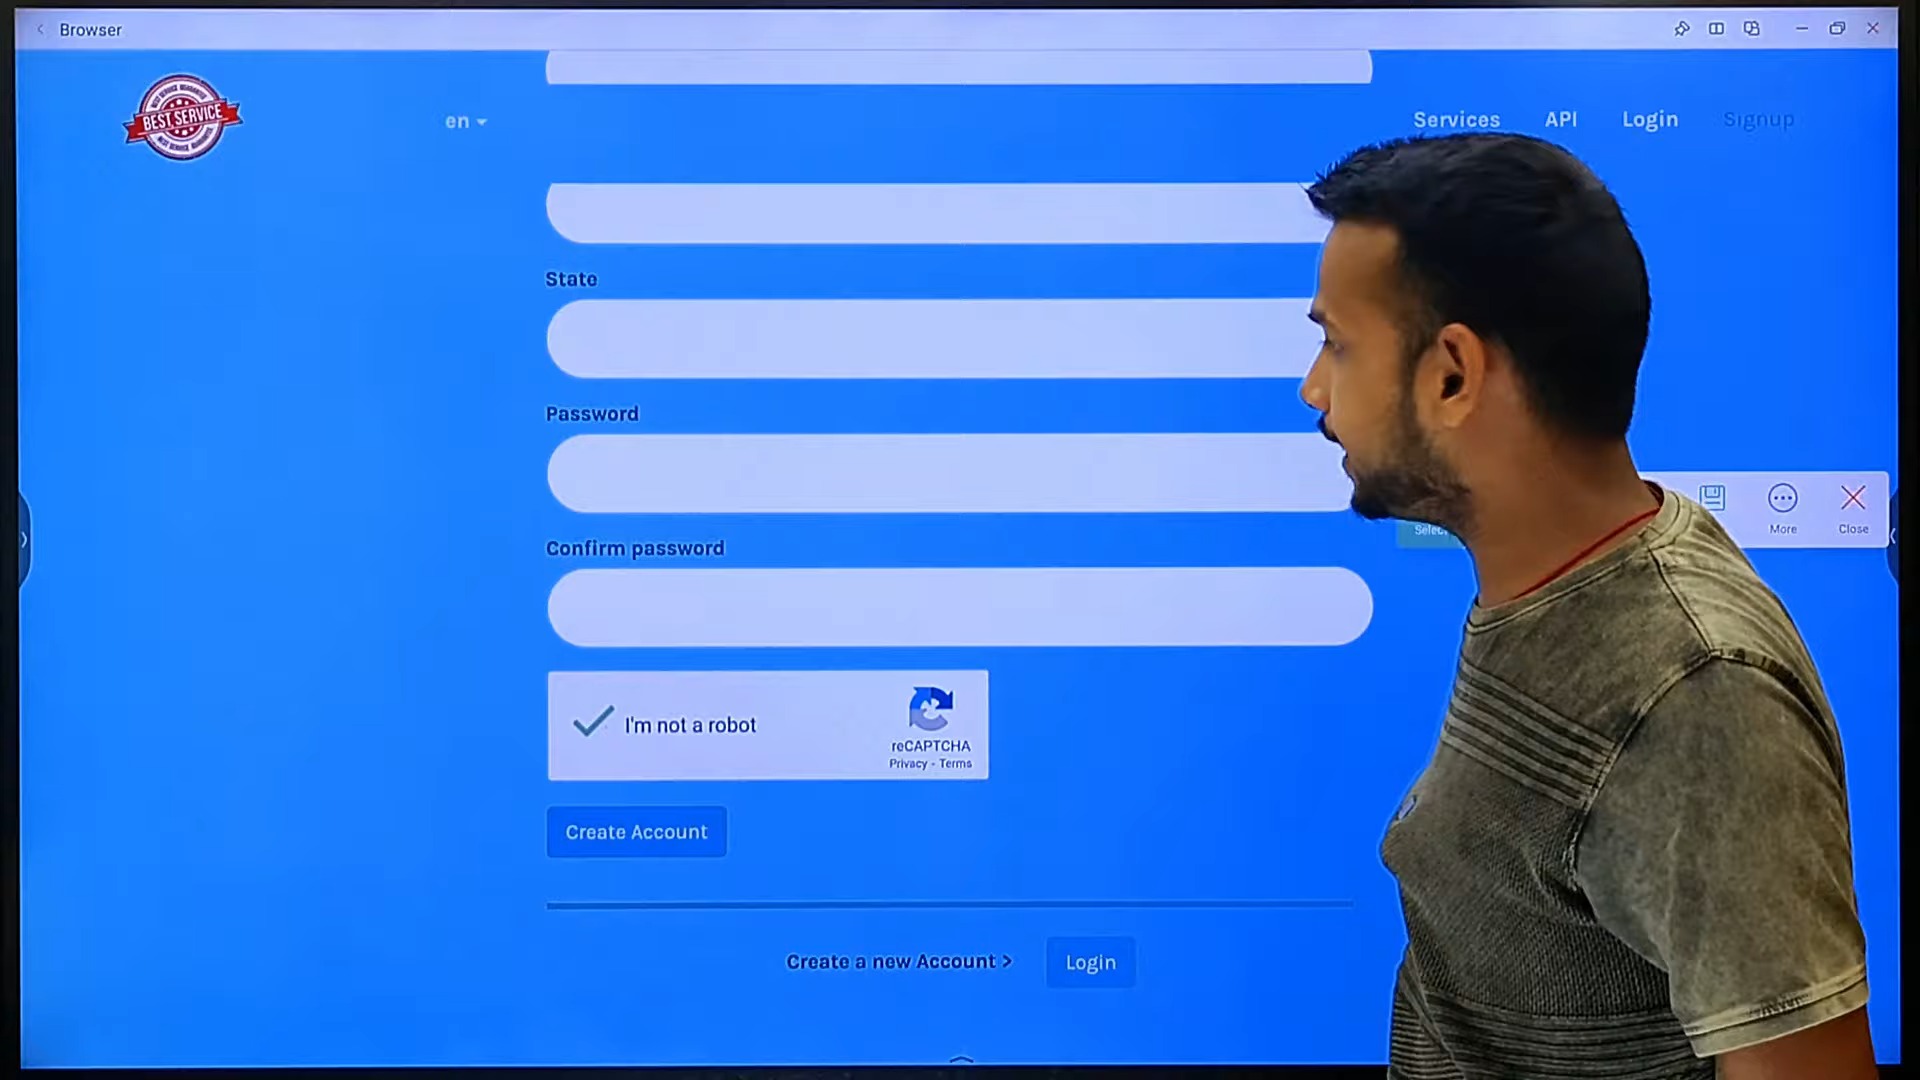 Browser
BEST SERVICE
en
Services
API
Login
Signup
State
Password
Confirm password
Select
More
Close
I'm not a robot
reCAPTCHA
Privacy - Terms
Create Account
Create a new Account >
Login